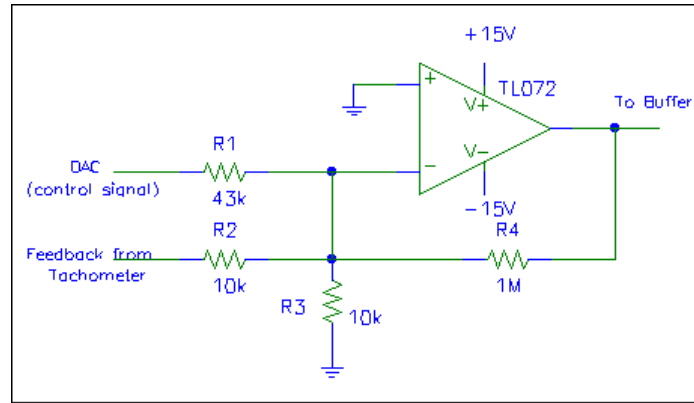 +15V
TL072
+
V+
To Buffer
R1
DAC
(control signal)
43k
-
V-
-15V
R2
R4
Feedback from
Tachometer
10k
1M
R3
10k